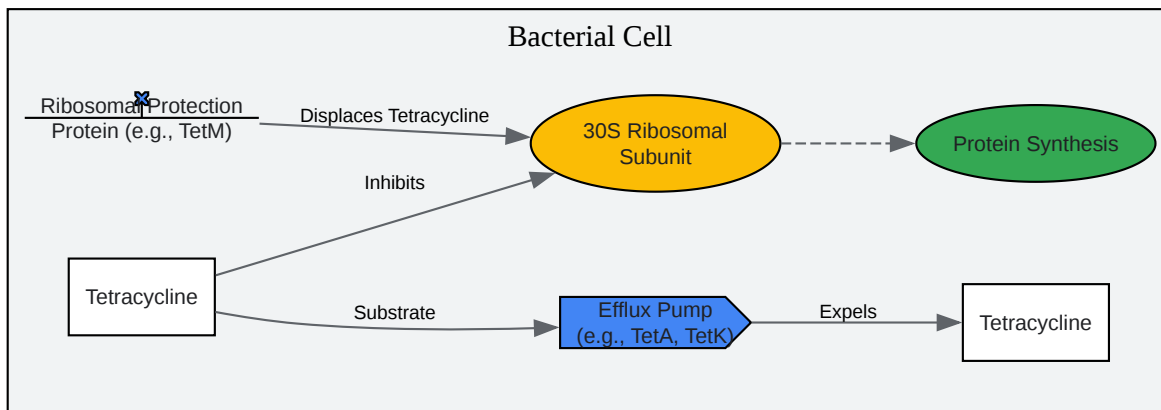 Bacterial Cell
Ribosomal Protection
Protein (e.g., TetM)
Displaces Tetracycline
30S Ribosomal
Subunit
Protein Synthesis
Inhibits
Tetracycline
Substrate
Efflux Pump
(e.g., TetA, TetK)
Expels
Tetracycline